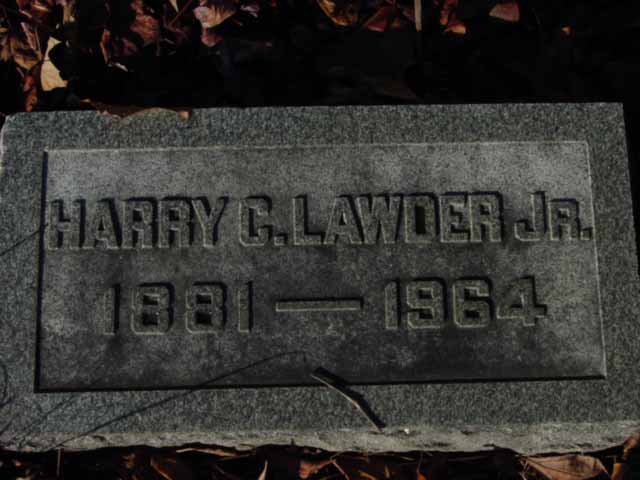 HARRY C. LAWDER JR.
1881 — 1964